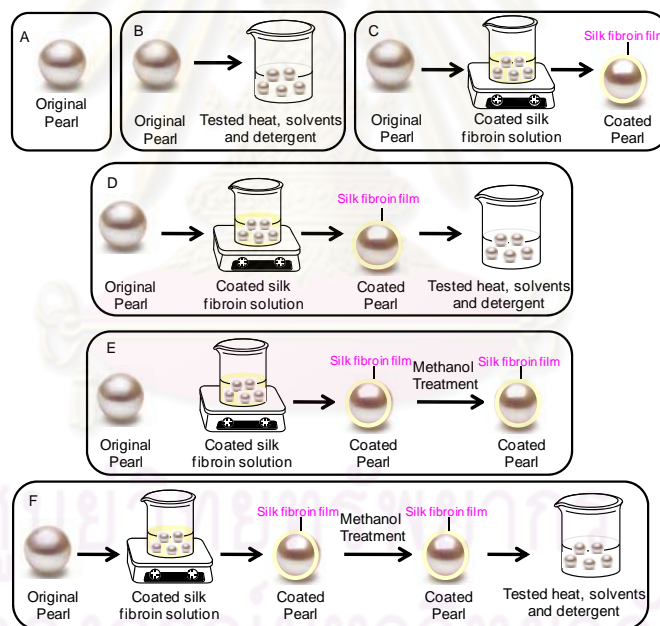 A
Original
Pearl
B
Original
Pearl
Tested heat, solvents
and detergent
C
Silk fibroin film
Original
Pearl
Coated silk
fibroin solution
Coated
Pearl
D
Silk fibroin film
Original
Pearl
Coated silk
fibroin solution
Coated
Pearl
Tested heat, solvents
and detergent
E
Silk fibroin film
Methanol
Treatment
Silk fibroin film
Original
Pearl
Coated silk
fibroin solution
Coated
Pearl
Coated
Pearl
F
Silk fibroin film
Methanol
Treatment
Silk fibroin film
Original
Pearl
Coated silk
fibroin solution
Coated
Pearl
Coated
Pearl
Tested heat, solvents
and detergent